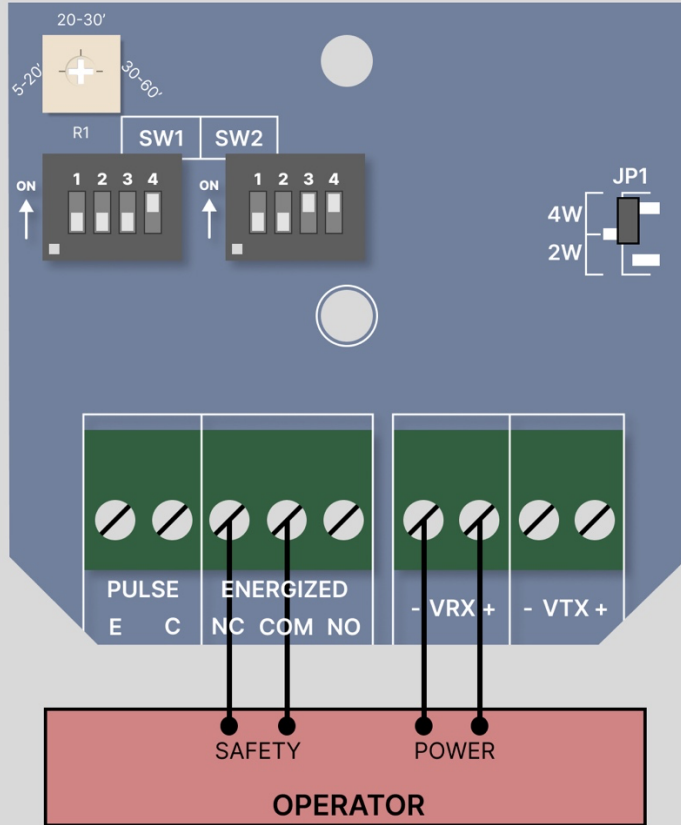 20-30’
5-20’
30-60’
R1
SW1 SW2
ON 1 2 3 4
ON 1 2 3 4
JP1
4W
2W
PULSE ENERGIZED
- VRX + - VTX +
E C NC COM NO
SAFETY POWER
OPERATOR